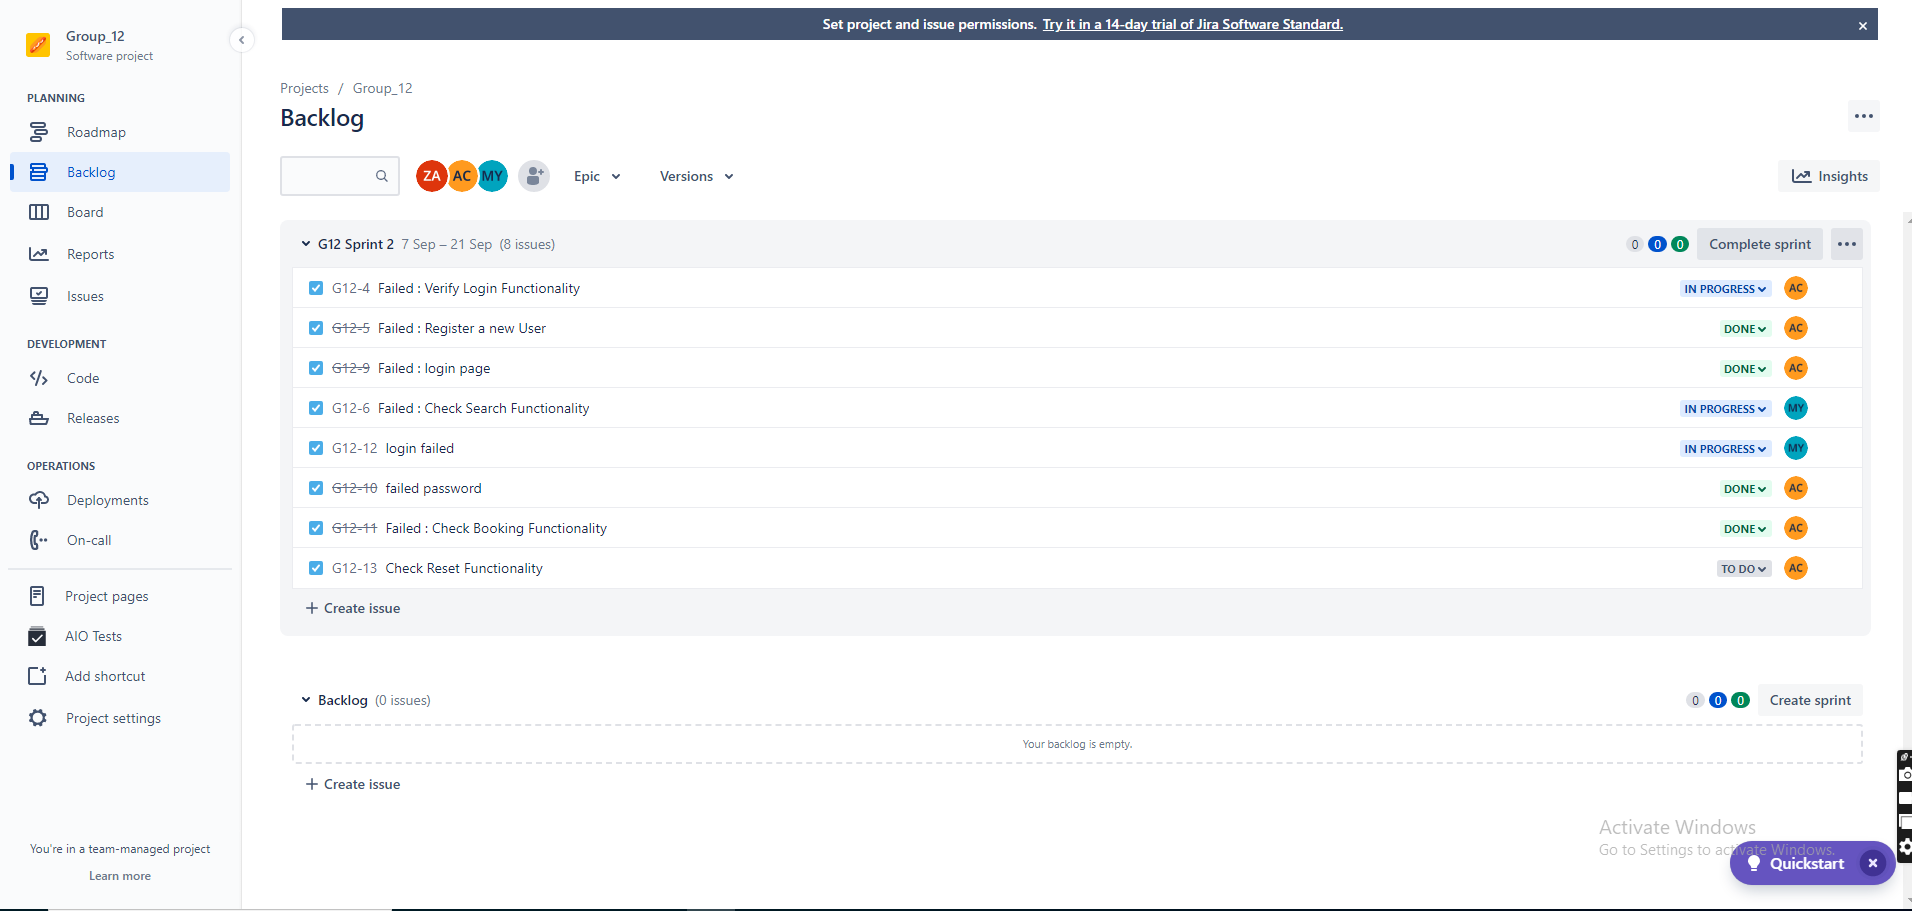 Set project and issue permissions. Try it in a 14-day trial of Jira Software Standard.
Group_12
Software project
PLANNING
Roadmap
Backlog
Board
Reports
Issues
DEVELOPMENT
Code
Releases
OPERATIONS
Deployments
On-call
Project pages
AIO Tests
Add shortcut
Project settings
You're in a team-managed project
Learn more
Projects / Group_12
Backlog
ZA AC MY Epic Versions Insights
G12 Sprint 2 7 Sep – 21 Sep (8 issues) 0 0 0 Complete sprint
G12-4 Failed : Verify Login Functionality IN PROGRESS AC
G12-5 Failed : Register a new User DONE AC
G12-9 Failed : login page DONE AC
G12-6 Failed : Check Search Functionality IN PROGRESS MY
G12-12 login failed IN PROGRESS MY
G12-10 failed password DONE AC
G12-11 Failed : Check Booking Functionality DONE AC
G12-13 Check Reset Functionality TO DO AC
+ Create issue
Backlog (0 issues) 0 0 0 Create sprint
Your backlog is empty.
+ Create issue
Activate Windows
Go to Settings to activate Windows.
Quickstart